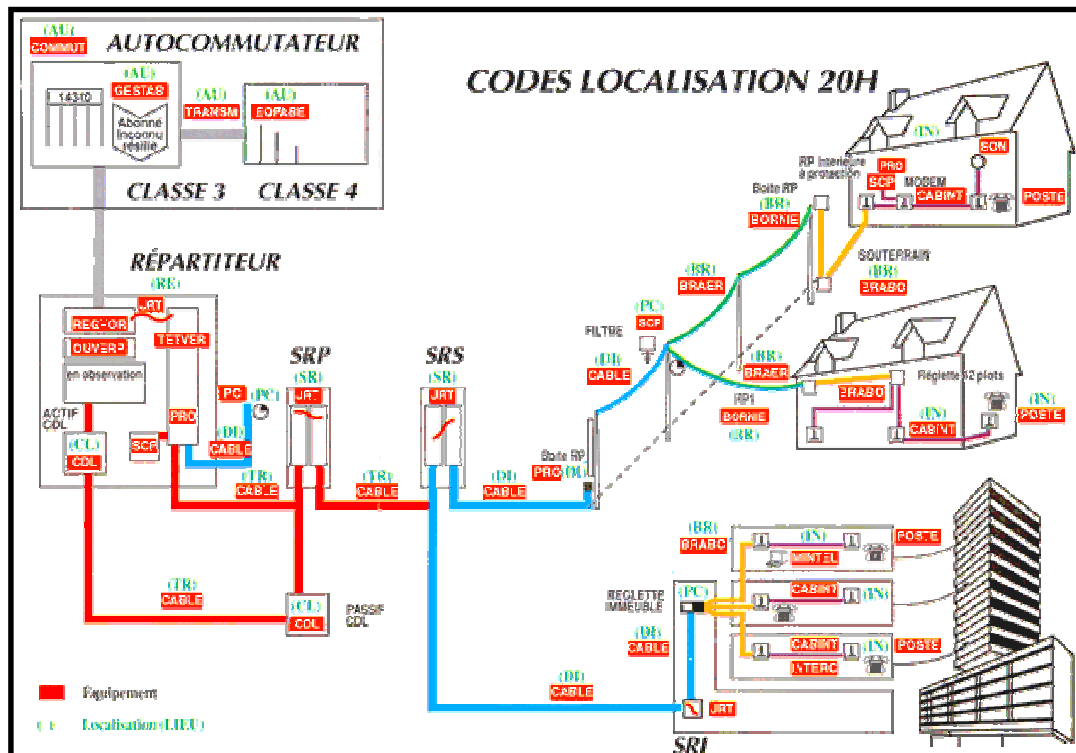 (AU)
COMMUT
AUTOCOMMUTATEUR
(AU)
GESTAB
14310
Abonné
Inconnu
résilié
(AU)
TRANSM
(AU)
EQPABE
CLASSE 3
CLASSE 4
CODES LOCALISATION 20H
(IN)
SON
RP Intérieure
à protection
PRO
SCP
MODEM
CABINT
POSTE
Boite RP
(BR)
BORNIE
SOUTERRAIN
(BR)
BRABO
(BR)
BRAER
(PC)
SCP
FILTRE
(DI)
CABLE
(BR)
BRAER
RP1
BORNIE
(BR)
Réglette 52 plots
BRABO
(IN)
CABINT
(IN)
POSTE
RÉPARTITEUR
(RE)
JRT
REG-OR
OUVERP
TETVER
en observation
ACTIF
CDL
(CL)
CDL
PRO
SCP
PC
(PC)
(DI)
CABLE
SRP
(SR)
JRT
SRS
(SR)
JRT
(TR)
CABLE
(TR)
CABLE
(DI)
CABLE
Boite RP
PRO (DI)
(TR)
CABLE
(CL)
CDL
PASSIF
CDL
(BR)
BRABO
(IN)
MINTEL
POSTE
REGLETTE
IMMEUBLE
(PC)
CABINT
(IN)
(DI)
CABLE
CABINT
INTERC
(IN)
POSTE
(DI)
CABLE
JRT
SRI
Équipement
( ) Localisation (LIEU)